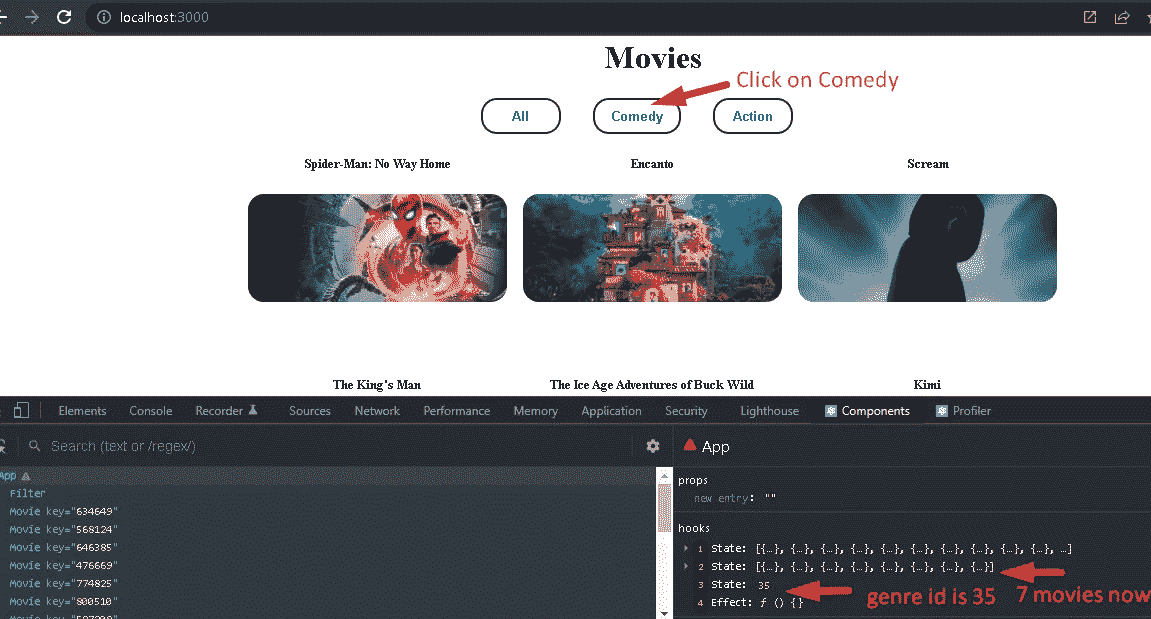 localhost:3000
Movies
Click on Comedy
All Comedy Action
Spider-Man: No Way Home Encanto Scream
The King's Man The Ice Age Adventures of Buck Wild Kimi
Elements Console Recorder Sources Network Performance Memory Application Security Lighthouse Components Profiler
Search (text or /regex/)
App
App
Filter
Movie key="634649"
Movie key="568124"
Movie key="646385"
Movie key="476669"
Movie key="774825"
Movie key="800510"
props
new entry: ""
hooks
1 State: [{…}, {…}, {…}, {…}, {…}, {…}, {…}, {…}, {…}, {…}, …]
2 State: [{…}, {…}, {…}, {…}, {…}, {…}, {…}, {…}]
3 State: 35
4 Effect: ƒ () {}
genre id is 35 7 movies now